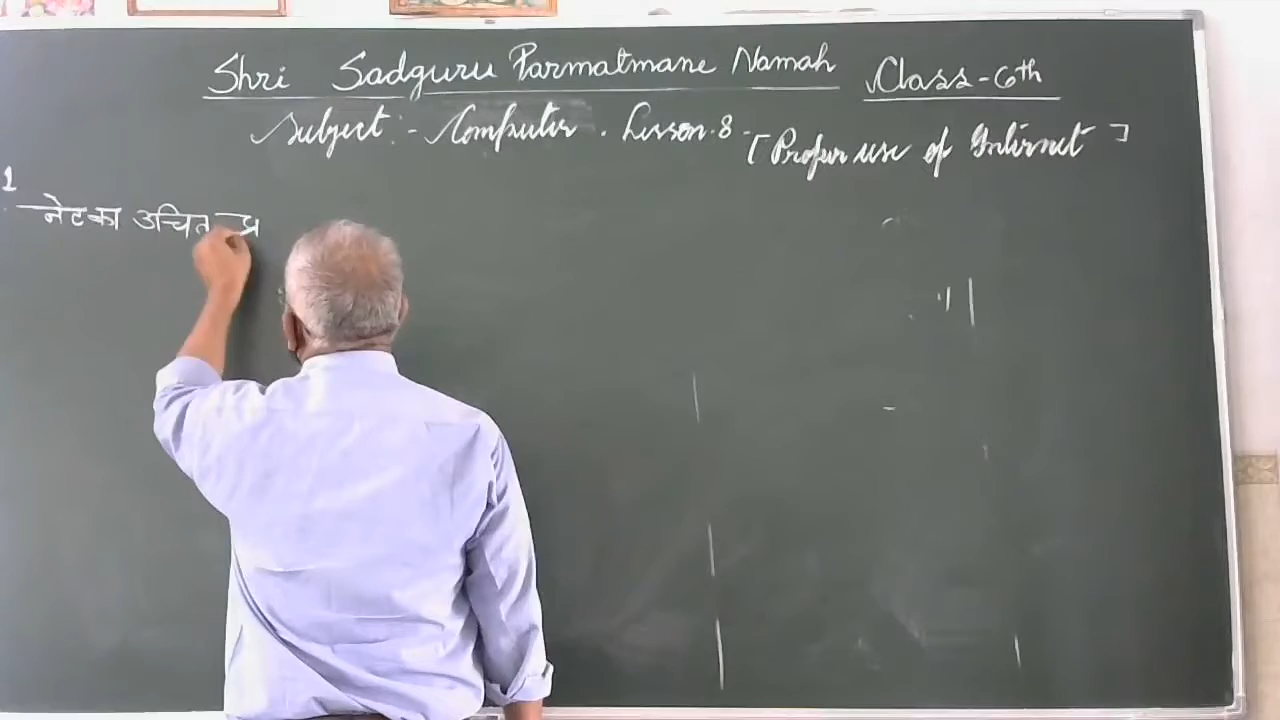 Shri Sadguru Parmatmane Namah Class-6th
Subject:- Computer. Lesson.8- [Proper use of Internet]
1
नेट का उचित प्र